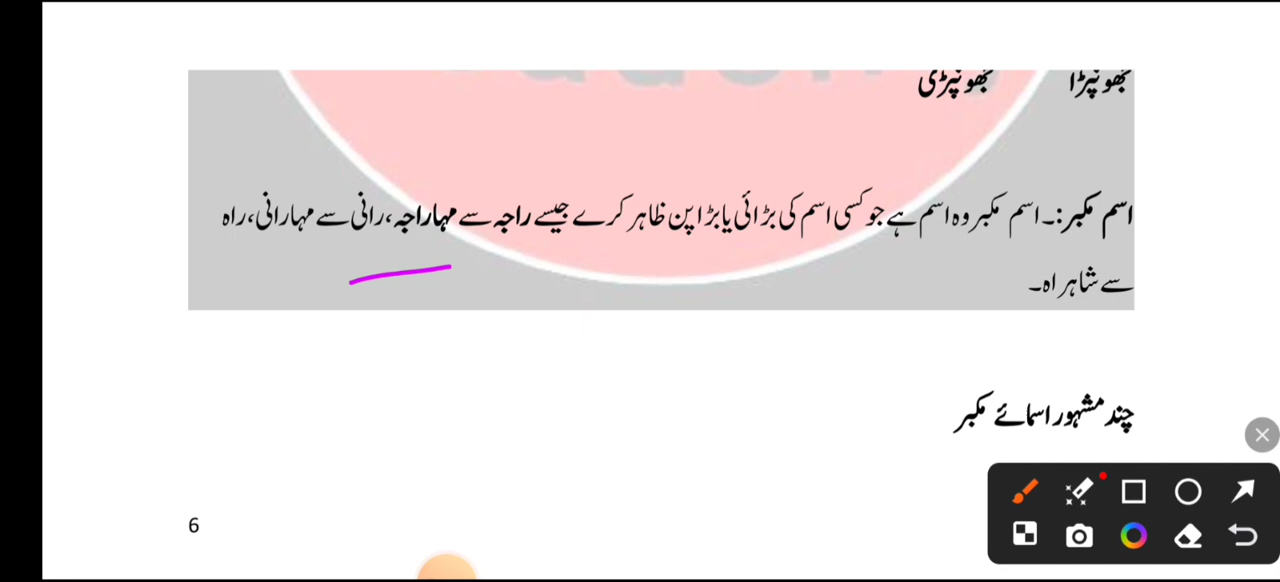 جھونپڑا جھونپڑی
اسم مکبر:۔ اسم مکبر وہ اسم ہے جو کسی اسم کی بڑائی یا بڑا پن ظاہر کرے جیسے راجہ سے مہاراجہ، رانی سے مہارانی، راہ
سے شاہراہ۔
چند مشہور اسمائے مکبر
6